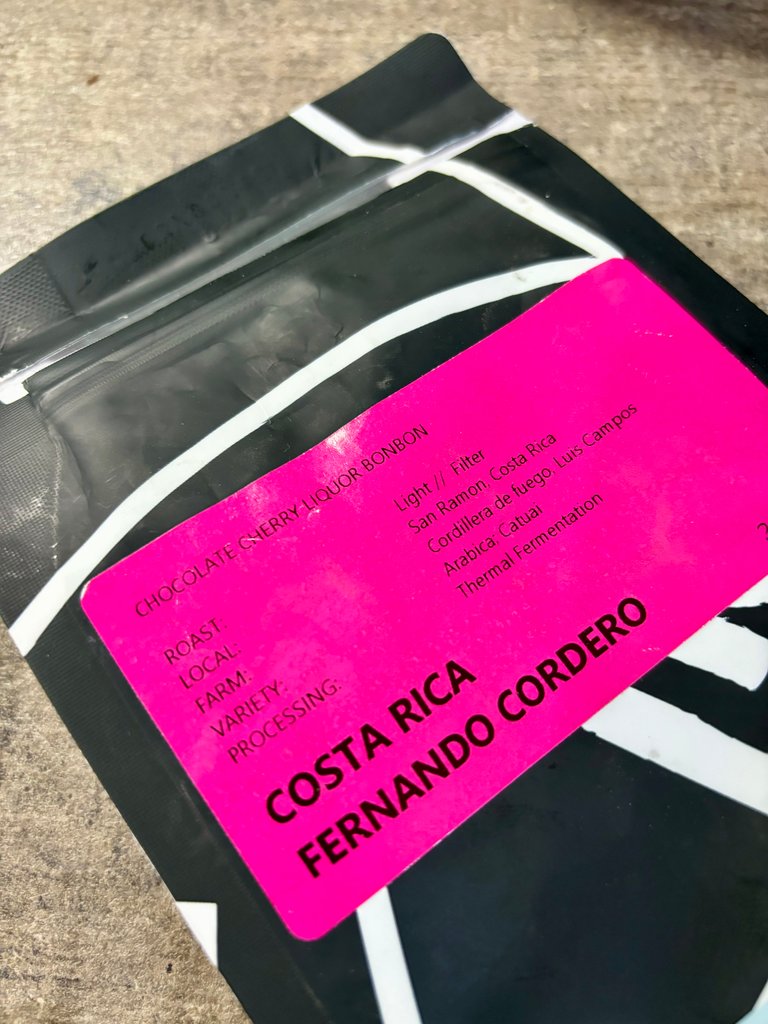 CHOCOLATE CHERRY LIQUOR BONBON
ROAST: Light // Filter
LOCAL: San Ramon, Costa Rica
FARM: Cordillera de fuego, Luis Campos
VARIETY: Arabica: Catuai
PROCESSING: Thermal Fermentation
COSTA RICA
FERNANDO CORDERO